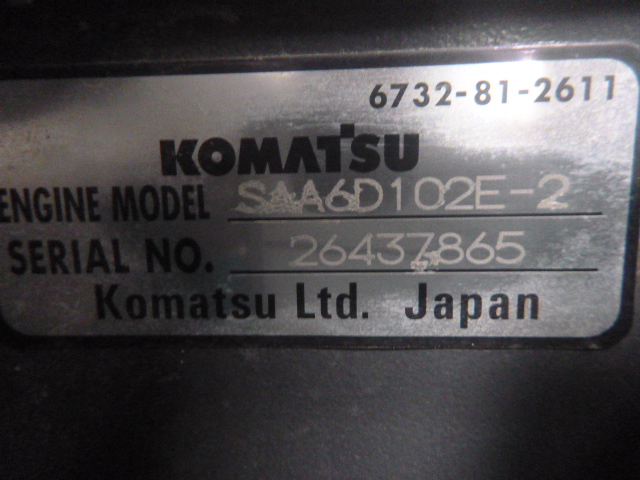 6732-81-2611
KOMATSU
ENGINE MODEL SAA6D102E-2
SERIAL NO. 26437865
Komatsu Ltd. Japan